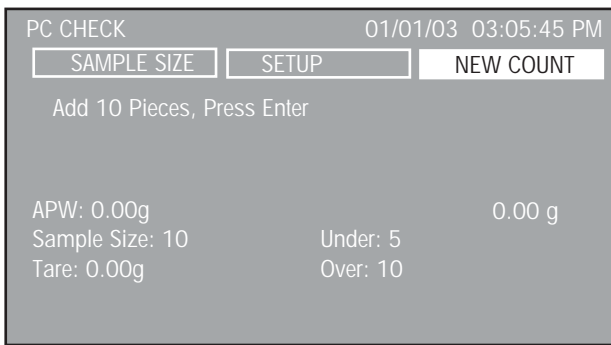 PC CHECK 01/01/03 03:05:45 PM
SAMPLE SIZE SETUP NEW COUNT
Add 10 Pieces, Press Enter
APW: 0.00g 0.00 g
Sample Size: 10 Under: 5
Tare: 0.00g Over: 10